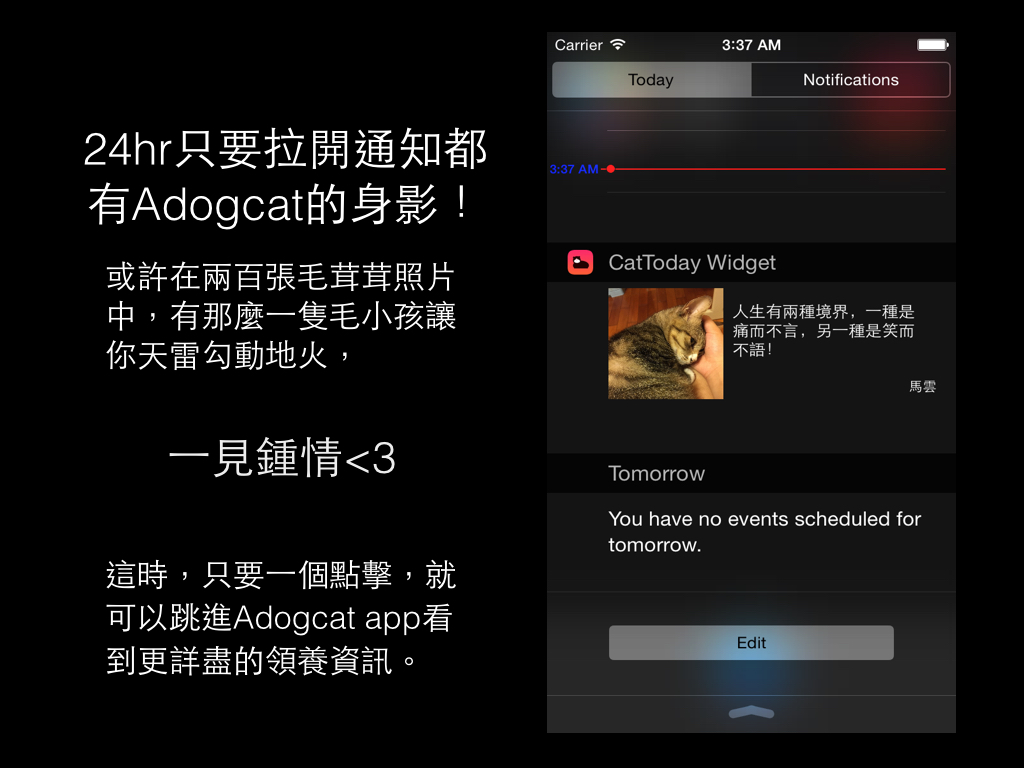 24hr只要拉開通知都
有Adogcat的身影！
或許在兩百張毛茸茸照片
中，有那麼一隻毛小孩讓
你天雷勾動地火，
一見鍾情<3
這時，只要一個點擊，就
可以跳進Adogcat app看
到更詳盡的領養資訊。
Carrier
3:37 AM
Today
Notifications
3:37 AM
CatToday Widget
人生有兩種境界，一種是
痛而不言，另一種是笑而
不語！
馬雲
Tomorrow
You have no events scheduled for
tomorrow.
Edit